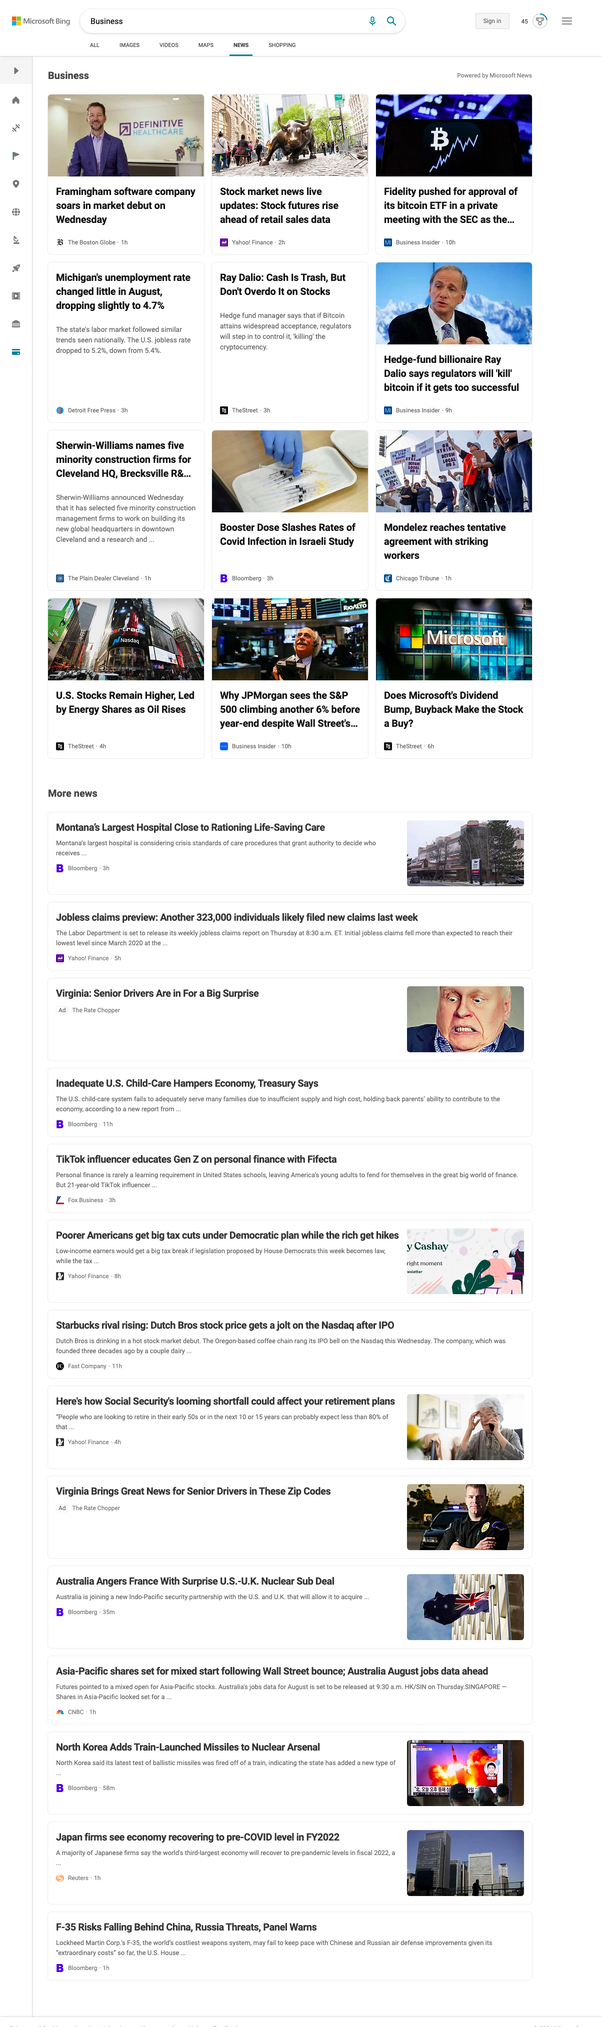 Microsoft Bing
Business
Sign in
45
ALL
IMAGES
VIDEOS
MAPS
NEWS
SHOPPING
Business
Powered by Microsoft News
DEFINITIVE
HEALTHCARE
Framingham software company
soars in market debut on
Wednesday
The Boston Globe · 1h
Stock market news live
updates: Stock futures rise
ahead of retail sales data
Yahoo! Finance · 2h
Fidelity pushed for approval of
its bitcoin ETF in a private
meeting with the SEC as the...
Business Insider · 10h
Michigan's unemployment rate
changed little in August,
dropping slightly to 4.7%
The state's labor market followed similar
trends seen nationally. The U.S. jobless rate
dropped to 5.2%, down from 5.4%.
Detroit Free Press · 3h
Ray Dalio: Cash Is Trash, But
Don't Overdo It on Stocks
Hedge fund manager says that if Bitcoin
attains widespread acceptance, regulators
will step in to control it, 'killing' the
cryptocurrency.
TheStreet · 3h
Hedge-fund billionaire Ray
Dalio says regulators will 'kill'
bitcoin if it gets too successful
Business Insider · 9h
Sherwin-Williams names five
minority construction firms for
Cleveland HQ, Brecksville R&...
Sherwin-Williams announced Wednesday
that it has selected five minority construction
management firms to work on building its
new global headquarters in downtown
Cleveland and a research and ...
The Plain Dealer Cleveland · 1h
Booster Dose Slashes Rates of
Covid Infection in Israeli Study
Bloomberg · 3h
Mondelez reaches tentative
agreement with striking
workers
Chicago Tribune · 1h
Nasdaq
U.S. Stocks Remain Higher, Led
by Energy Shares as Oil Rises
TheStreet · 4h
Why JPMorgan sees the S&P
500 climbing another 6% before
year-end despite Wall Street's...
Business Insider · 10h
Microsoft
Does Microsoft's Dividend
Bump, Buyback Make the Stock
a Buy?
TheStreet · 6h
More news
Montana's Largest Hospital Close to Rationing Life-Saving Care
Montana's largest hospital is considering crisis standards of care procedures that grant authority to decide who
receives ...
Bloomberg · 3h
Jobless claims preview: Another 323,000 individuals likely filed new claims last week
The Labor Department is set to release its weekly jobless claims report on Thursday at 8:30 a.m. ET. Initial jobless claims fell more than expected to reach their
lowest level since March 2020 at the ...
Yahoo! Finance · 5h
Virginia: Senior Drivers Are in For a Big Surprise
Ad The Rate Chopper
Inadequate U.S. Child-Care Hampers Economy, Treasury Says
The U.S. child-care system fails to adequately serve many families due to insufficient supply and high cost, holding back parents' ability to contribute to the
economy, according to a new report from ...
Bloomberg · 11h
TikTok influencer educates Gen Z on personal finance with Fifecta
Personal finance is rarely a learning requirement in United States schools, leaving America's young adults to fend for themselves in the great big world of finance.
But 21-year-old TikTok influencer ...
Fox Business · 3h
Poorer Americans get big tax cuts under Democratic plan while the rich get hikes
Low-income earners would get a big tax break if legislation proposed by House Democrats this week becomes law,
while the tax ...
Yahoo! Finance · 8h
y Cashay
right moment
Starbucks rival rising: Dutch Bros stock price gets a jolt on the Nasdaq after IPO
Dutch Bros is drinking in a hot stock market debut. The Oregon-based coffee chain rang its IPO bell on the Nasdaq this Wednesday. The company, which was
founded three decades ago by a couple dairy ...
Fast Company · 11h
Here's how Social Security's looming shortfall could affect your retirement plans
"People who are looking to retire in their early 50s or in the next 10 or 15 years can probably expect less than 80% of
that ...
Yahoo! Finance · 4h
Virginia Brings Great News for Senior Drivers in These Zip Codes
Ad The Rate Chopper
Australia Angers France With Surprise U.S.-U.K. Nuclear Sub Deal
Australia is joining a new Indo-Pacific security partnership with the U.S. and U.K. that will allow it to acquire ...
Bloomberg · 35m
Asia-Pacific shares set for mixed start following Wall Street bounce; Australia August jobs data ahead
Futures pointed to a mixed open for Asia-Pacific stocks. Australia's jobs data for August is set to be released at 9:30 a.m. HK/SIN on Thursday.SINGAPORE —
Shares in Asia-Pacific looked set for a ...
CNBC · 1h
North Korea Adds Train-Launched Missiles to Nuclear Arsenal
North Korea said its latest test of ballistic missiles was fired off of a train, indicating the state has added a new type of
...
Bloomberg · 58m
Japan firms see economy recovering to pre-COVID level in FY2022
A majority of Japanese firms say the world's third-largest economy will recover to pre-pandemic levels in fiscal 2022, a
...
Reuters · 1h
F-35 Risks Falling Behind China, Russia Threats, Panel Warns
Lockheed Martin Corp.'s F-35, the world's costliest weapons system, may fail to keep pace with Chinese and Russian air defense improvements given its
"extraordinary costs" so far, the U.S. House ...
Bloomberg · 1h